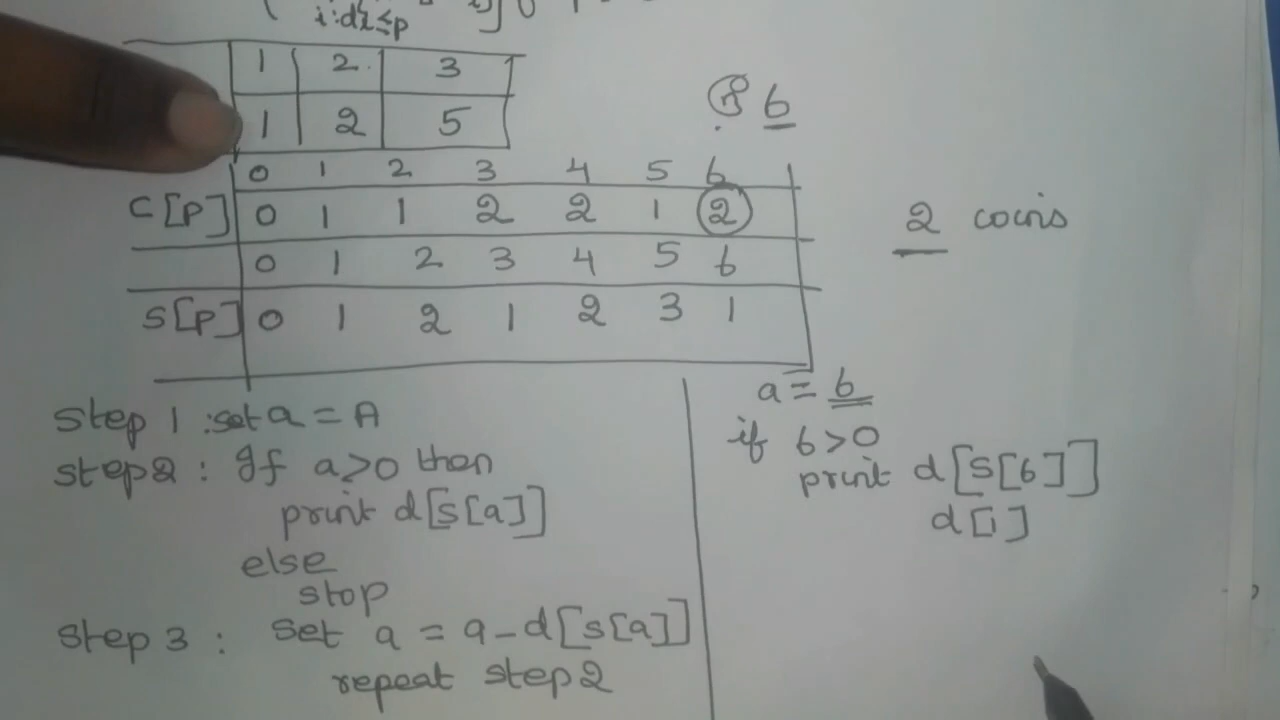 i:di≤p
1 2 3
1 2 5
6
0 1 2 3 4 5 6
C[P] 0 1 1 2 2 1 2
2 coins
0 1 2 3 4 5 6
S[P] 0 1 2 1 2 3 1
Step 1 : set a = A
step2 : If a>0 then
print d[s[a]]
else
stop
Step 3 : Set a = a-d[s[a]]
repeat step2
a = 6
if 6>0
print d[S[6]]
d[1]